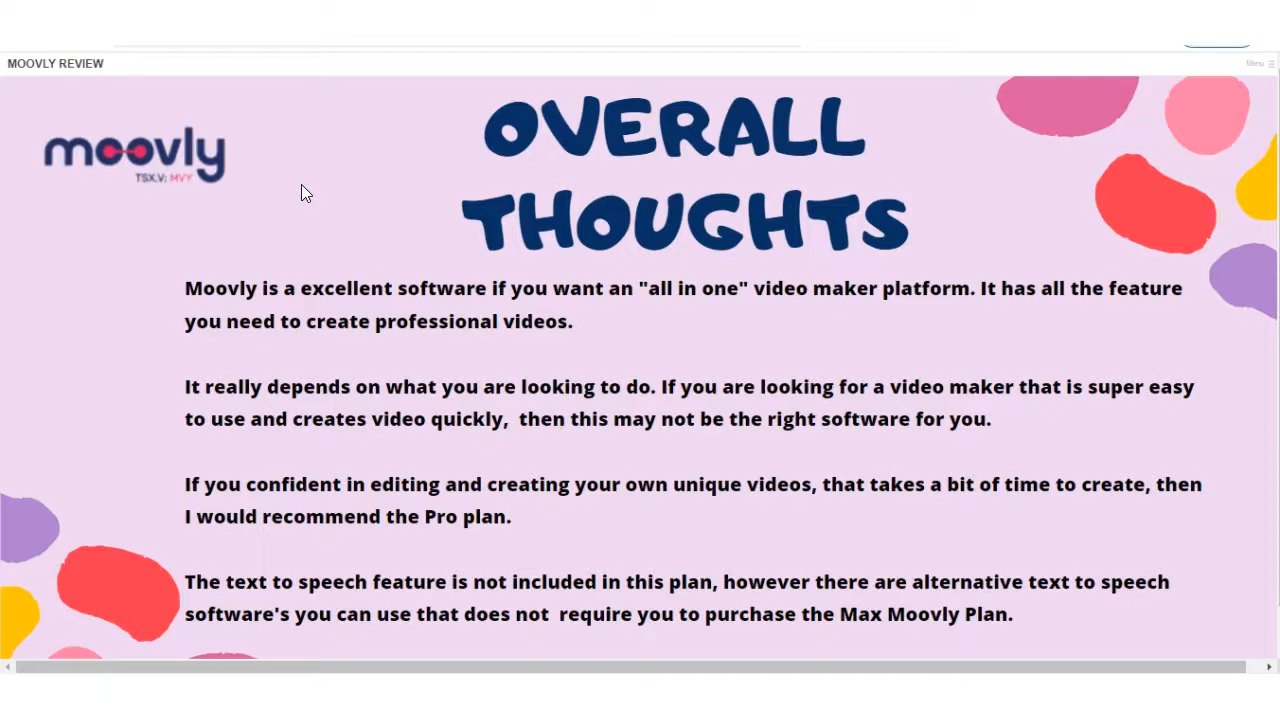 MOOVLY REVIEW
Menu
moovly
TSX.V: MVY
OVERALL
THOUGHTS
Moovly is a excellent software if you want an "all in one" video maker platform. It has all the feature
you need to create professional videos.
It really depends on what you are looking to do. If you are looking for a video maker that is super easy
to use and creates video quickly,  then this may not be the right software for you.
If you confident in editing and creating your own unique videos, that takes a bit of time to create, then
I would recommend the Pro plan.
The text to speech feature is not included in this plan, however there are alternative text to speech
software's you can use that does not  require you to purchase the Max Moovly Plan.